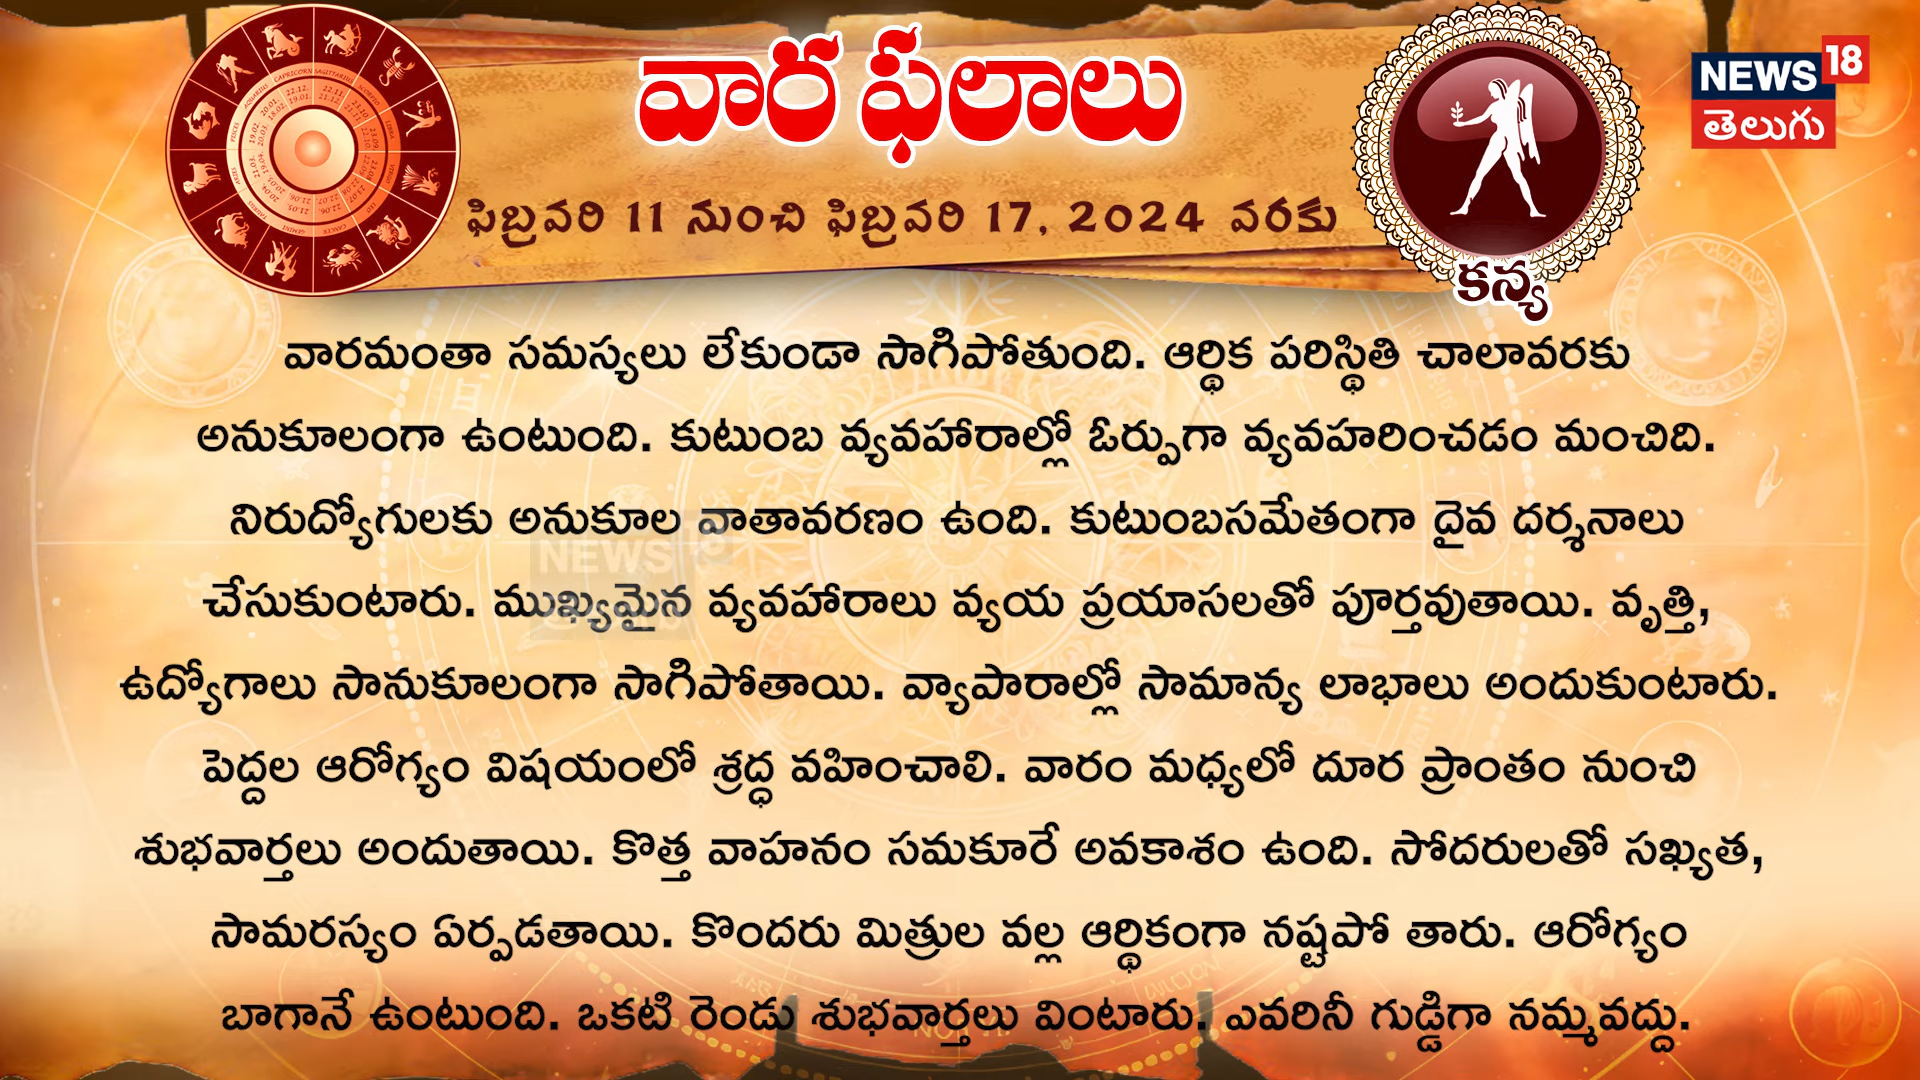 వార ఫలాలు
ఫిబ్రవరి 11 నుంచి ఫిబ్రవరి 17, 2024 వరకు
NEWS 18
తెలుగు
కన్య
వారమంతా సమస్యలు లేకుండా సాగిపోతుంది. ఆర్థిక పరిస్థితి చాలావరకు
అనుకూలంగా ఉంటుంది. కుటుంబ వ్యవహారాల్లో ఓర్పుగా వ్యవహరించడం మంచిది.
నిరుద్యోగులకు అనుకూల వాతావరణం ఉంది. కుటుంబసమేతంగా దైవ దర్శనాలు
చేసుకుంటారు. ముఖ్యమైన వ్యవహారాలు వ్యయ ప్రయాసలతో పూర్తవుతాయి. వృత్తి,
ఉద్యోగాలు సానుకూలంగా సాగిపోతాయి. వ్యాపారాల్లో సామాన్య లాభాలు అందుకుంటారు.
పెద్దల ఆరోగ్యం విషయంలో శ్రద్ధ వహించాలి. వారం మధ్యలో దూర ప్రాంతం నుంచి
శుభవార్తలు అందుతాయి. కొత్త వాహనం సమకూరే అవకాశం ఉంది. సోదరులతో సఖ్యత,
సామరస్యం ఏర్పడతాయి. కొందరు మిత్రుల వల్ల ఆర్థికంగా నష్టపో తారు. ఆరోగ్యం
బాగానే ఉంటుంది. ఒకటి రెండు శుభవార్తలు వింటారు. ఎవరినీ గుడ్డిగా నమ్మవద్దు.